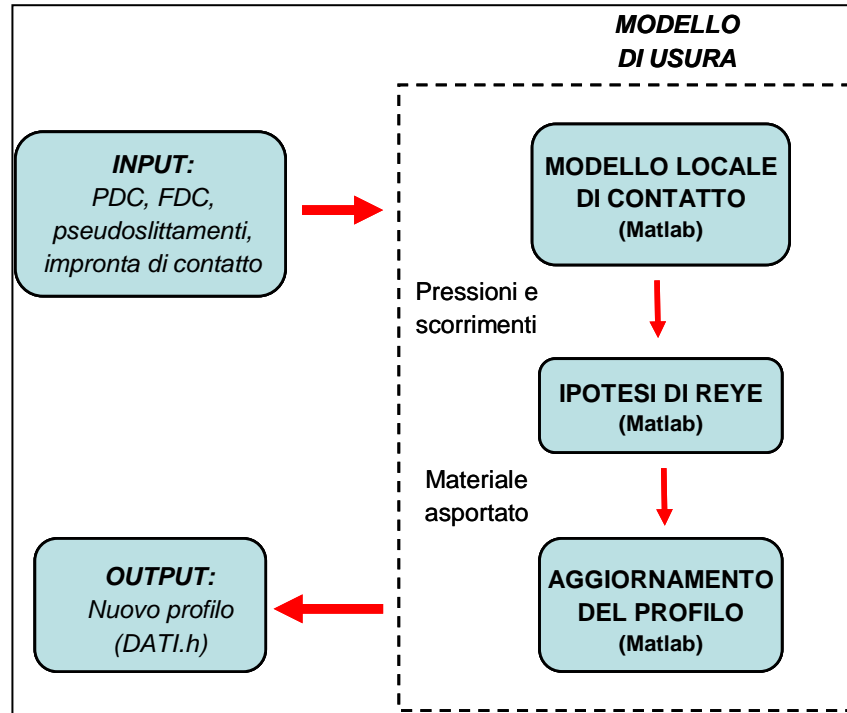 MODELLO
DI USURA
INPUT:
PDC, FDC,
pseudoslittamenti,
impronta di contatto
MODELLO LOCALE
DI CONTATTO
(Matlab)
Pressioni e
scorrimenti
IPOTESI DI REYE
(Matlab)
Materiale
asportato
AGGIORNAMENTO
DEL PROFILO
(Matlab)
OUTPUT:
Nuovo profilo
(DATI.h)